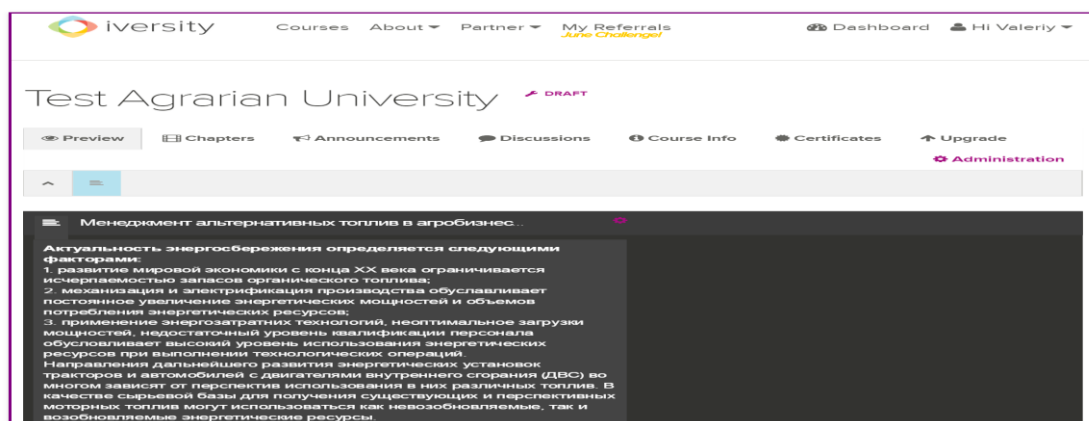 iversity Courses About Partner My Referrals Dashboard Hi Valeriy
June Challenge!
Test Agrarian University DRAFT
Preview Chapters Announcements Discussions Course Info Certificates Upgrade
Administration
Менеджмент альтернативных топлив в агробизнес...
Актуальность энергосбережения определяется следующими
факторами:
1. развитие мировой экономики с конца XX века ограничивается
исчерпаемостью запасов органического топлива;
2. механизация и электрификация производства обуславливает
постоянное увеличение энергетических мощностей и объемов
потребления энергетических ресурсов;
3. применение энергозатратних технологий, неоптимальное загрузки
мощностей, недостаточный уровень квалификации персонала
обусловливает высокий уровень использования энергетических
ресурсов при выполнении технологических операций.
Направления дальнейшего развития энергетических установок
тракторов и автомобилей с двигателями внутреннего сгорания (ДВС) во
многом зависят от перспектив использования в них различных топлив. В
качестве сырьевой базы для получения существующих и перспективных
моторных топлив могут использоваться как невозобновляемые, так и
возобновляемые энергетические ресурсы.